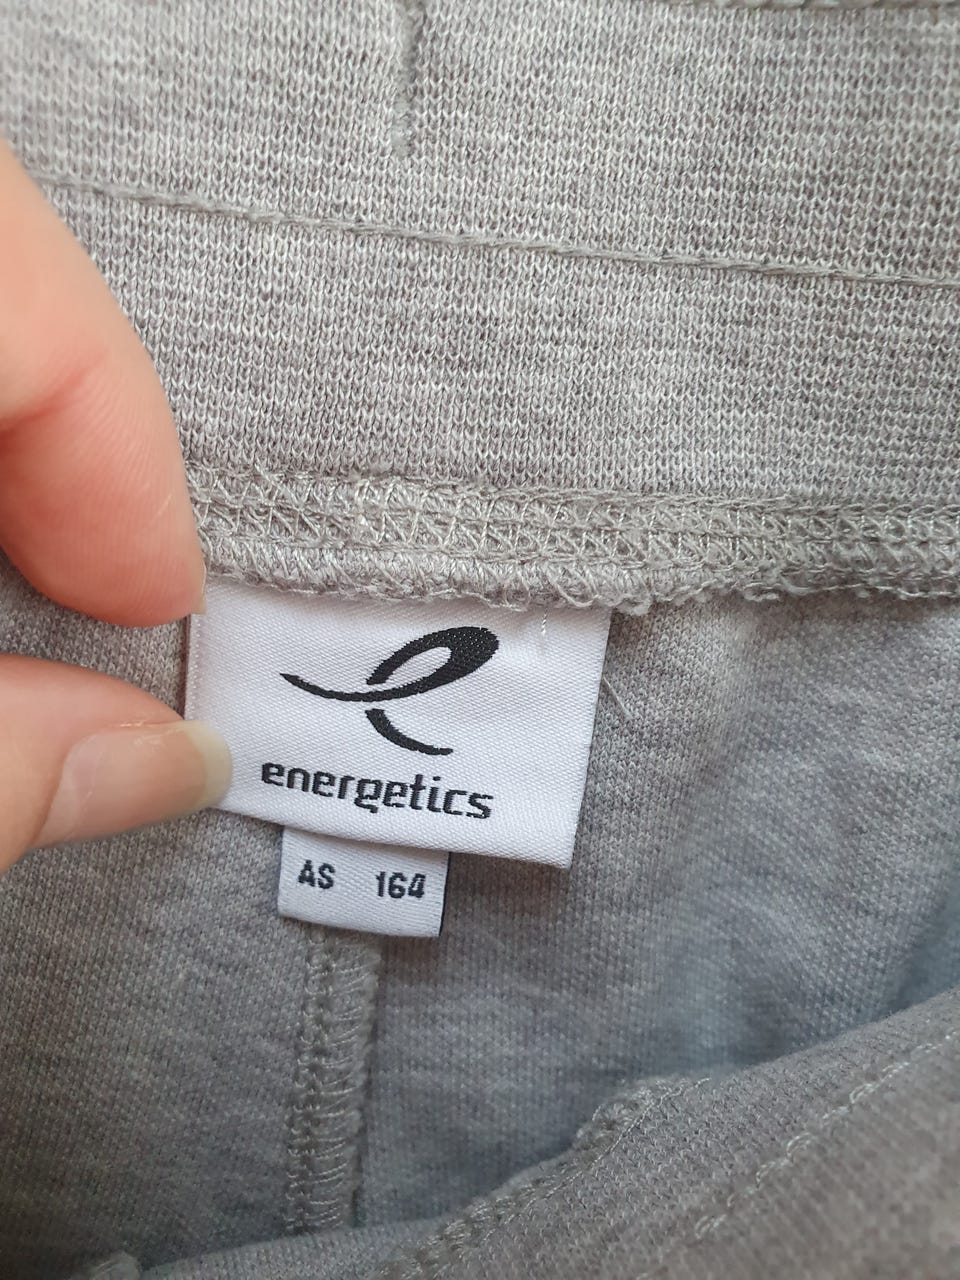 energetics
AS 164